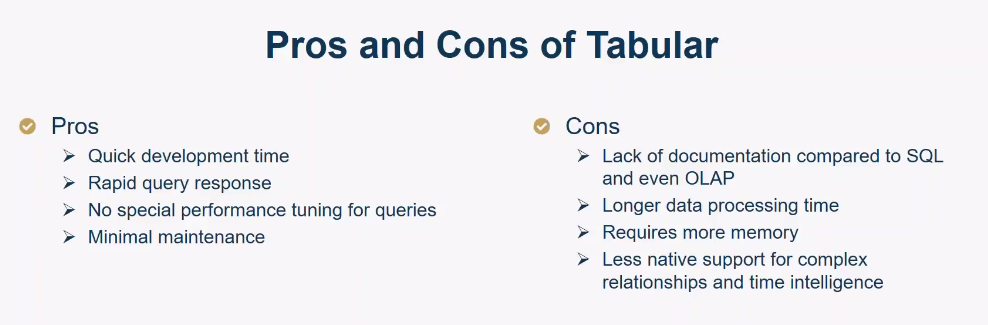 Pros and Cons of Tabular
Pros
Quick development time
Rapid query response
No special performance tuning for queries
Minimal maintenance
Cons
Lack of documentation compared to SQL
and even OLAP
Longer data processing time
Requires more memory
Less native support for complex
relationships and time intelligence